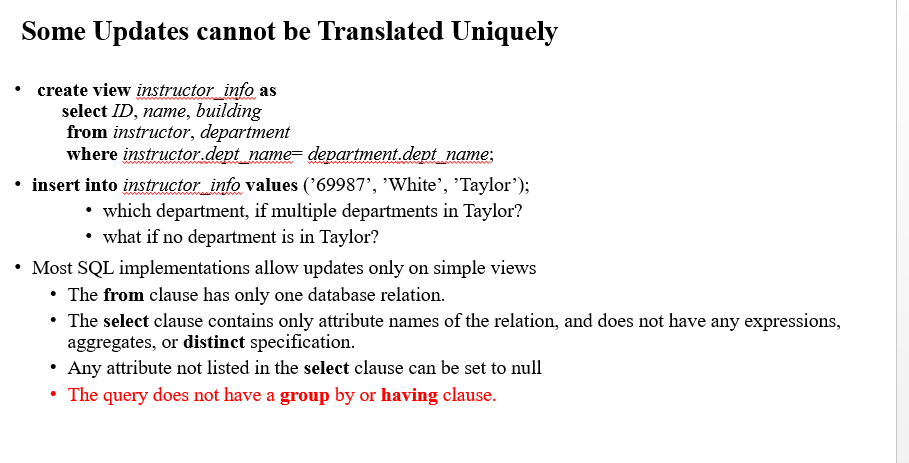 Some Updates cannot be Translated Uniquely
• create view instructor_info as
select ID, name, building
from instructor, department
where instructor.dept_name= department.dept_name;
• insert into instructor_info values (’69987’, ’White’, ’Taylor’);
• which department, if multiple departments in Taylor?
• what if no department is in Taylor?
• Most SQL implementations allow updates only on simple views
• The from clause has only one database relation.
• The select clause contains only attribute names of the relation, and does not have any expressions,
aggregates, or distinct specification.
• Any attribute not listed in the select clause can be set to null
• The query does not have a group by or having clause.